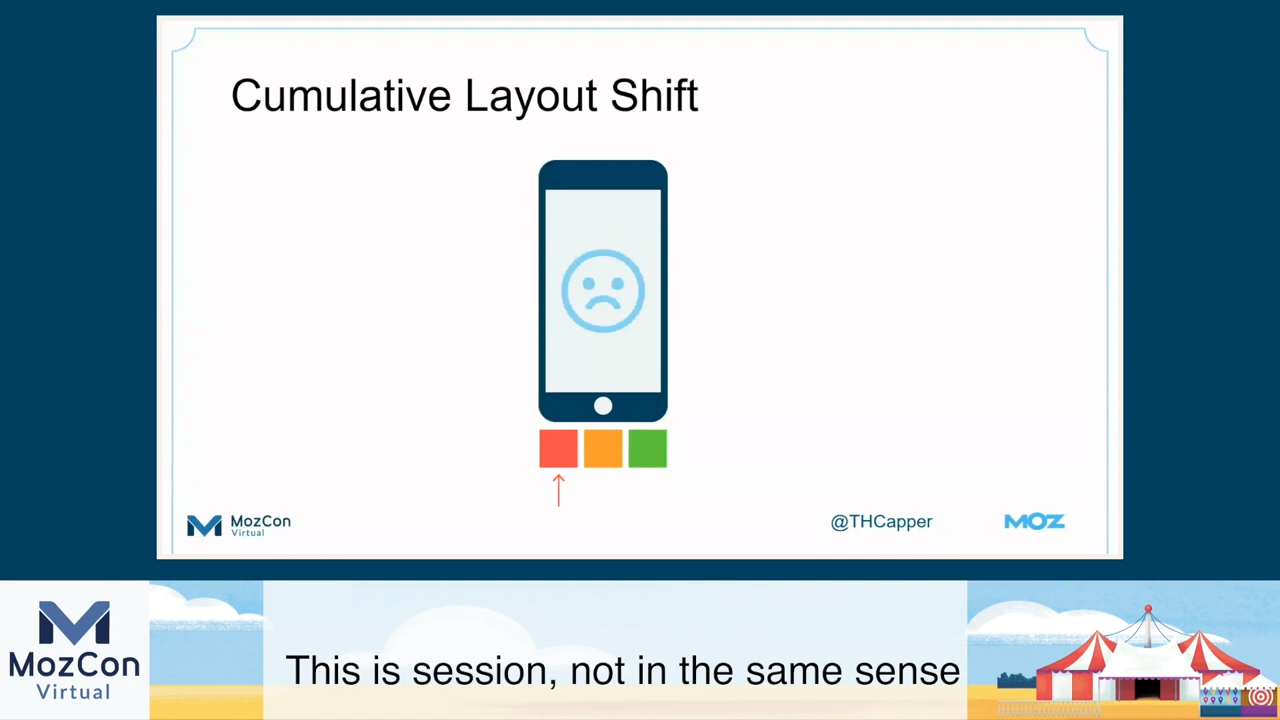 Cumulative Layout Shift
MozCon
Virtual
@THCapper
MOZ
MozCon
Virtual
This is session, not in the same sense